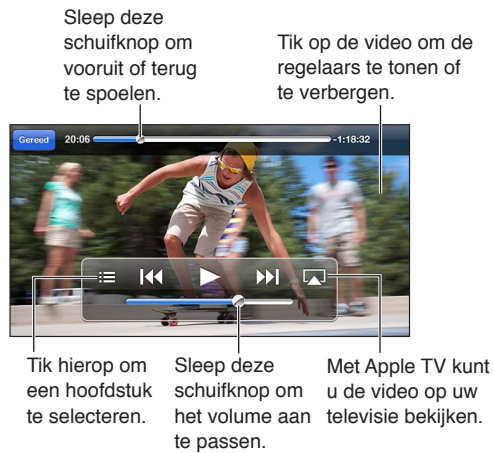 Sleep deze
schuifknop om
vooruit of terug
te spoelen.
Tik op de video om de
regelaars te tonen of
te verbergen.
Gereed 20:06 -1:18:32
Tik hierop om
een hoofdstuk
te selecteren.
Sleep deze
schuifknop om
het volume aan
te passen.
Met Apple TV kunt
u de video op uw
televisie bekijken.